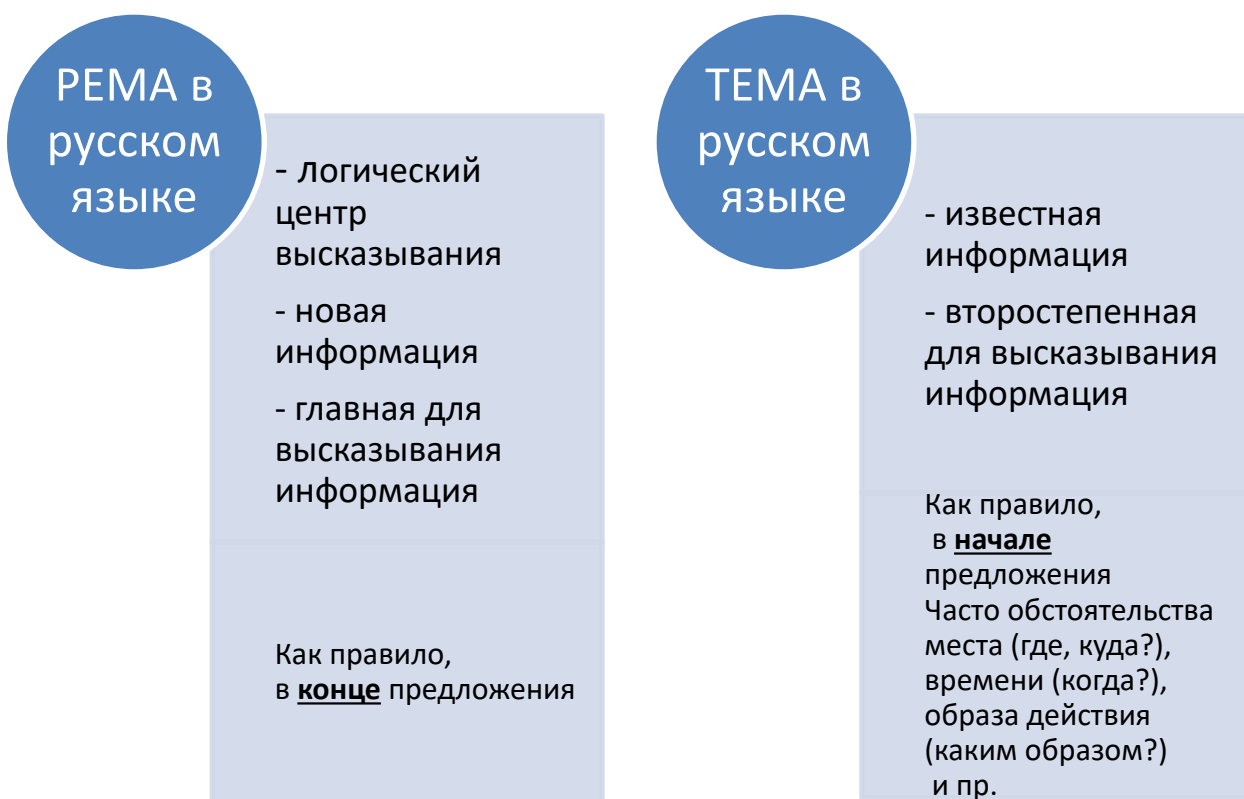 РЕМА в
русском
языке
- логический
центр
высказывания
- новая
информация
- главная для
высказывания
информация
Как правило,
в конце предложения
ТЕМА в
русском
языке
- известная
информация
- второстепенная
для высказывания
информация
Как правило,
в начале
предложения
Часто обстоятельства
места (где, куда?),
времени (когда?),
образа действия
(каким образом?)
и пр.